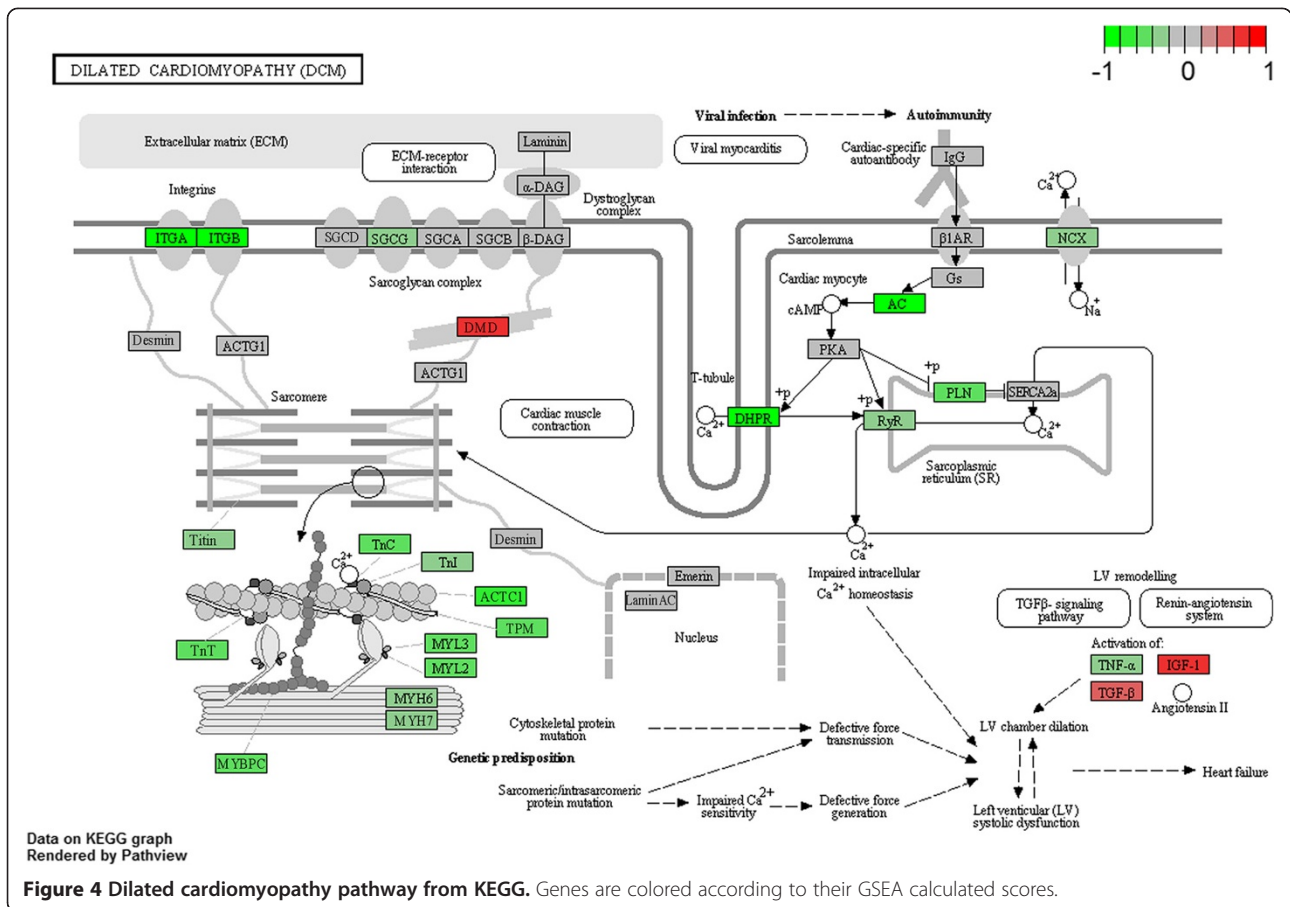 DILATED CARDIOMYOPATHY (DCM)
-1 0 1
Viral infection
Autoimmunity
Extracellular matrix (ECM)
ECM-receptor
interaction
Laminin
Viral myocarditis
Cardiac-specific
autoantibody
IgG
Ca2+
Integrins
α-DAG
Dystroglycan
complex
ITGA
ITGB
SGCD
SGCG
SGCA
SGCB
β-DAG
Sarcolemma
β1AR
NCX
Sarcoglycan complex
Cardiac myocyte
Gs
AC
cAMP
Na+
Desmin
ACTG1
DMD
ACTG1
PKA
T-tubule
+p
+p
+p
PLN
SERCA2a
Sarcomere
Cardiac muscle
contraction
Ca2+
DHPR
RyR
Ca2+
Sarcoplasmic
reticulum (SR)
Titin
TnC
Desmin
Ca2+
Ca2+
TnI
Emerin
Impaired intracellular
Ca2+ homeostasis
LV remodelling
ACTC1
LaminAC
TGFβ- signaling
pathway
Renin-angiotensin
system
TPM
Nucleus
TnT
MYL3
MYL2
Activation of:
TNF-α
IGF-1
TGF-β
Angiotensin II
MYH6
MYH7
MYBPC
Cytoskeletal protein
mutation
Defective force
transmission
LV chamber dilation
Genetic predisposition
Heart failure
Sarcomeric/intrasarcomeric
protein mutation
Impaired Ca2+
sensitivity
Defective force
generation
Left venticular (LV)
systolic dysfunction
Data on KEGG graph
Rendered by Pathview
Figure 4 Dilated cardiomyopathy pathway from KEGG. Genes are colored according to their GSEA calculated scores.